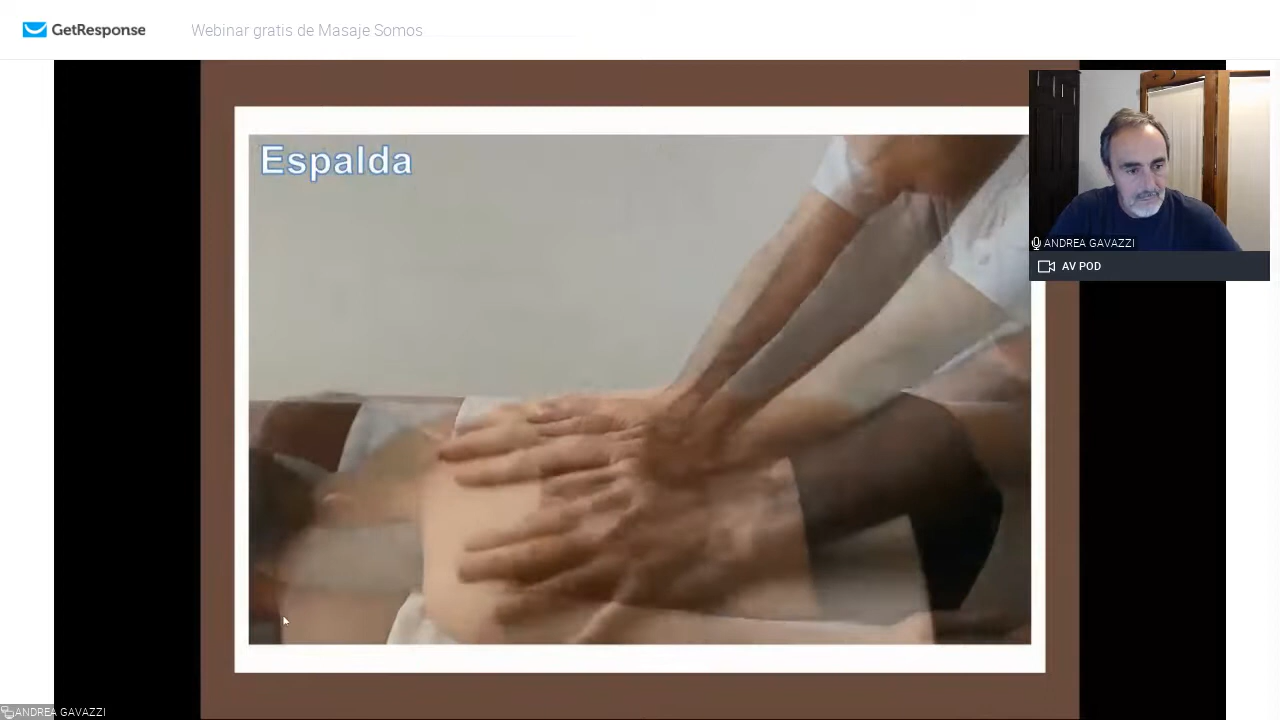 GetResponse
Webinar gratis de Masaje Somos
Espalda
ANDREA GAVAZZI
AV POD
ANDREA GAVAZZI